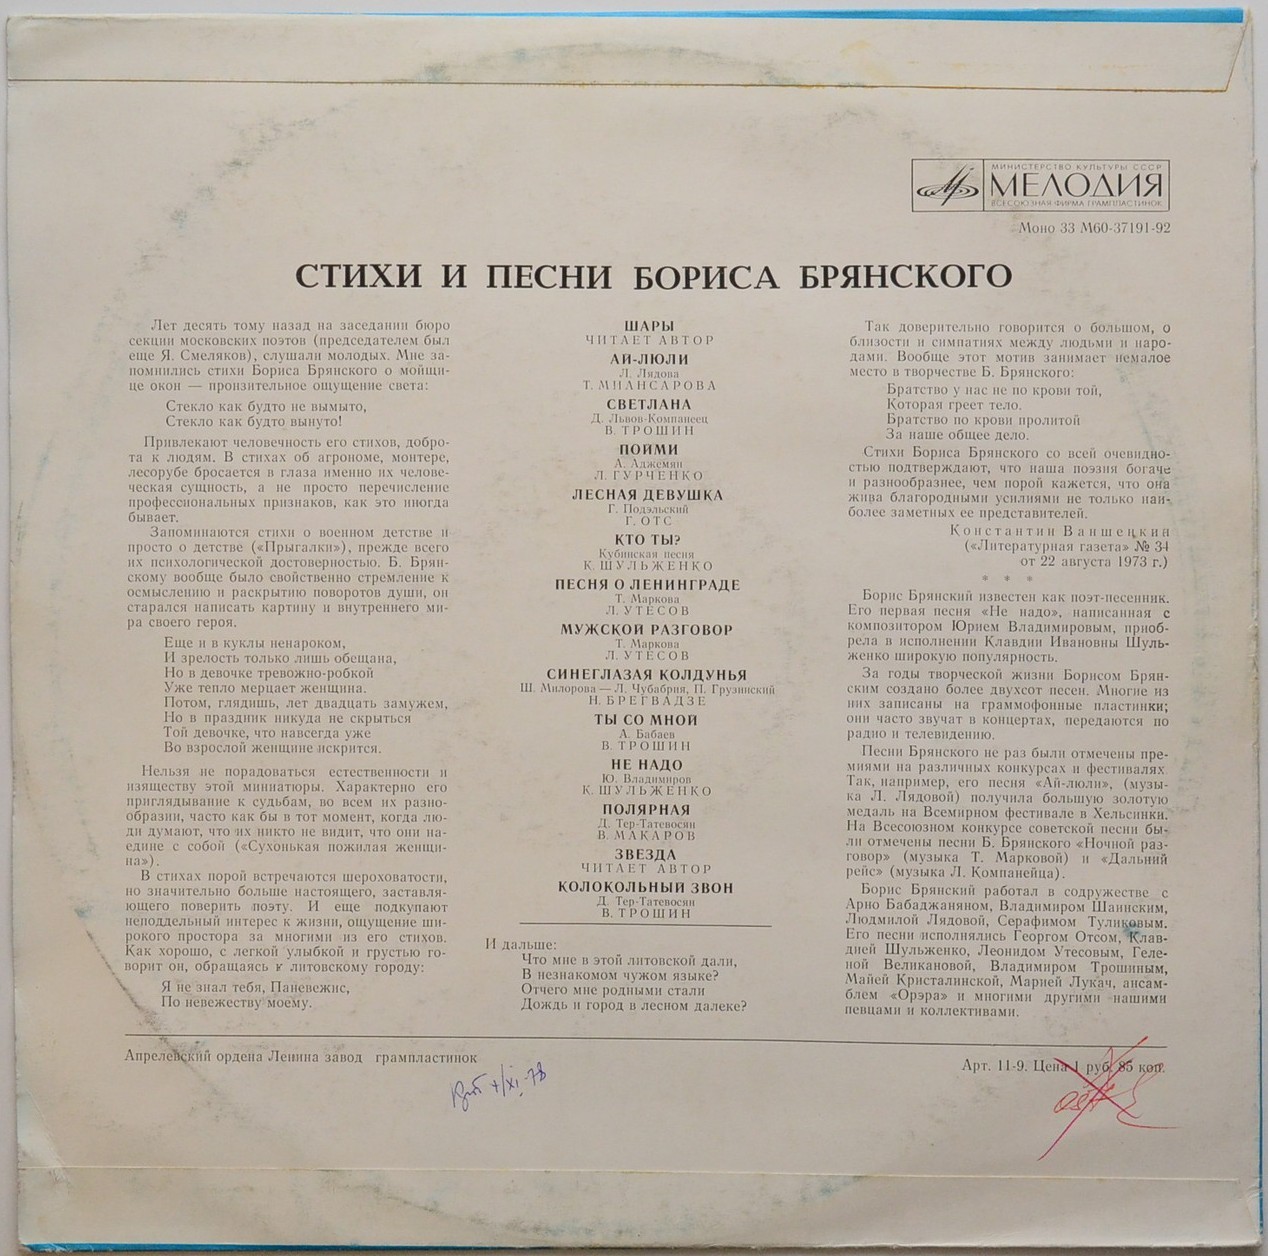 МИНИСТЕРСТВО КУЛЬТУРЫ СССР
МЕЛОДИЯ
ВСЕСОЮЗНАЯ ФИРМА ГРАМПЛАСТИНОК
Моно 33 М60-37191-92
СТИХИ И ПЕСНИ БОРИСА БРЯНСКОГО
Лет десять тому назад на заседании бюро
секции московских поэтов (председателем был
еще Я. Смеляков), слушали молодых. Мне за-
помнились стихи Бориса Брянского о мойщи-
це окон — пронзительное ощущение света:
Стекло как будто не вымыто,
Стекло как будто вынуто!
Привлекают человечность его стихов, добро-
та к людям. В стихах об агрономе, монтере,
лесорубе бросается в глаза именно их челове-
ческая сущность, а не просто перечисление
профессиональных признаков, как это иногда
бывает.
Запоминаются стихи о военном детстве и
просто о детстве («Прыгалки»), прежде всего
их психологической достоверностью. Б. Брян-
скому вообще было свойственно стремление к
осмыслению и раскрытию поворотов души, он
старался написать картину и внутреннего ми-
ра своего героя.
Еще и в куклы ненароком,
И зрелость только лишь обещана,
Но в девочке тревожно-робкой
Уже тепло мерцает женщина.
Потом, глядишь, лет двадцать замужем,
Но в праздник никуда не скрыться
Той девочке, что навсегда уже
Во взрослой женщине искрится.
Нельзя не порадоваться естественности и
изяществу этой миниатюры. Характерно его
приглядывание к судьбам, во всем их разно-
образии, часто как бы в тот момент, когда лю-
ди думают, что их никто не видит, что они на-
едине с собой («Сухонькая пожилая женщи-
на»).
В стихах порой встречаются шероховатости,
но значительно больше настоящего, заставля-
ющего поверить поэту. И еще подкупают
неподдельный интерес к жизни, ощущение ши-
рокого простора за многими из его стихов.
Как хорошо, с легкой улыбкой и грустью го-
ворит он, обращаясь к литовскому городу:
Я не знал тебя, Паневежис,
По невежеству моему.
ШАРЫ
ЧИТАЕТ АВТОР
АЙ-ЛЮЛИ
Л. Лядова
Т. МИАНСАРОВА
СВЕТЛАНА
Д. Львов-Компанеец
В. ТРОШИН
ПОЙМИ
А. Аджемян
Л. ГУРЧЕНКО
ЛЕСНАЯ ДЕВУШКА
Г. Подэльский
Г. ОТС
КТО ТЫ?
Кубинская песня
К. ШУЛЬЖЕНКО
ПЕСНЯ О ЛЕНИНГРАДЕ
Т. Маркова
Л. УТЕСОВ
МУЖСКОЙ РАЗГОВОР
Т. Маркова
Л. УТЕСОВ
СИНЕГЛАЗАЯ КОЛДУНЬЯ
Ш. Милорова — Л. Чубабрия, П. Грузинский
Н. БРЕГВАДЗЕ
ТЫ СО МНОЙ
А. Бабаев
В. ТРОШИН
НЕ НАДО
Ю. Владимиров
К. ШУЛЬЖЕНКО
ПОЛЯРНАЯ
Д. Тер-Татевосян
В. МАКАРОВ
ЗВЕЗДА
ЧИТАЕТ АВТОР
КОЛОКОЛЬНЫЙ ЗВОН
Д. Тер-Татевосян
В. ТРОШИН
И дальше:
Что мне в этой литовской дали,
В незнакомом чужом языке?
Отчего мне родными стали
Дождь и город в лесном далеке?
Так доверительно говорится о большом, о
близости и симпатиях между людьми и наро-
дами. Вообще этот мотив занимает немалое
место в творчестве Б. Брянского:
Братство у нас не по крови той,
Которая греет тело.
Братство по крови пролитой
За наше общее дело.
Стихи Бориса Брянского со всей очевидно-
стью подтверждают, что наша поэзия богаче
и разнообразнее, чем порой кажется, что она
жива благородными усилиями не только наи-
более заметных ее представителей.
Константин Ваншенкин
(«Литературная газета» № 34
от 22 августа 1973 г.)
* * *
Борис Брянский известен как поэт-песенник.
Его первая песня «Не надо», написанная с
композитором Юрием Владимировым, приоб-
рела в исполнении Клавдии Ивановны Шуль-
женко широкую популярность.
За годы творческой жизни Борисом Брян-
ским создано более двухсот песен. Многие из
них записаны на граммофонные пластинки;
они часто звучат в концертах, передаются по
радио и телевидению.
Песни Брянского не раз были отмечены пре-
миями на различных конкурсах и фестивалях.
Так, например, его песня «Ай-люли», (музы-
ка Л. Лядовой) получила большую золотую
медаль на Всемирном фестивале в Хельсинки.
На Всесоюзном конкурсе советской песни бы-
ли отмечены песни Б. Брянского «Ночной раз-
говор» (музыка Т. Марковой) и «Дальний
рейс» (музыка Л. Компанейца).
Борис Брянский работал в содружестве с
Арно Бабаджаняном, Владимиром Шаинским,
Людмилой Лядовой, Серафимом Туликовым.
Его песни исполнялись Георгом Отсом, Клав-
дией Шульженко, Леонидом Утесовым, Геле-
ной Великановой, Владимиром Трошиным,
Майей Кристалинской, Марией Лукач, ансам-
блем «Орэра» и многими другими нашими
певцами и коллективами.
Апрелевский ордена Ленина завод грампластинок
Арт. 11-9. Цена 1 руб. 85 коп.